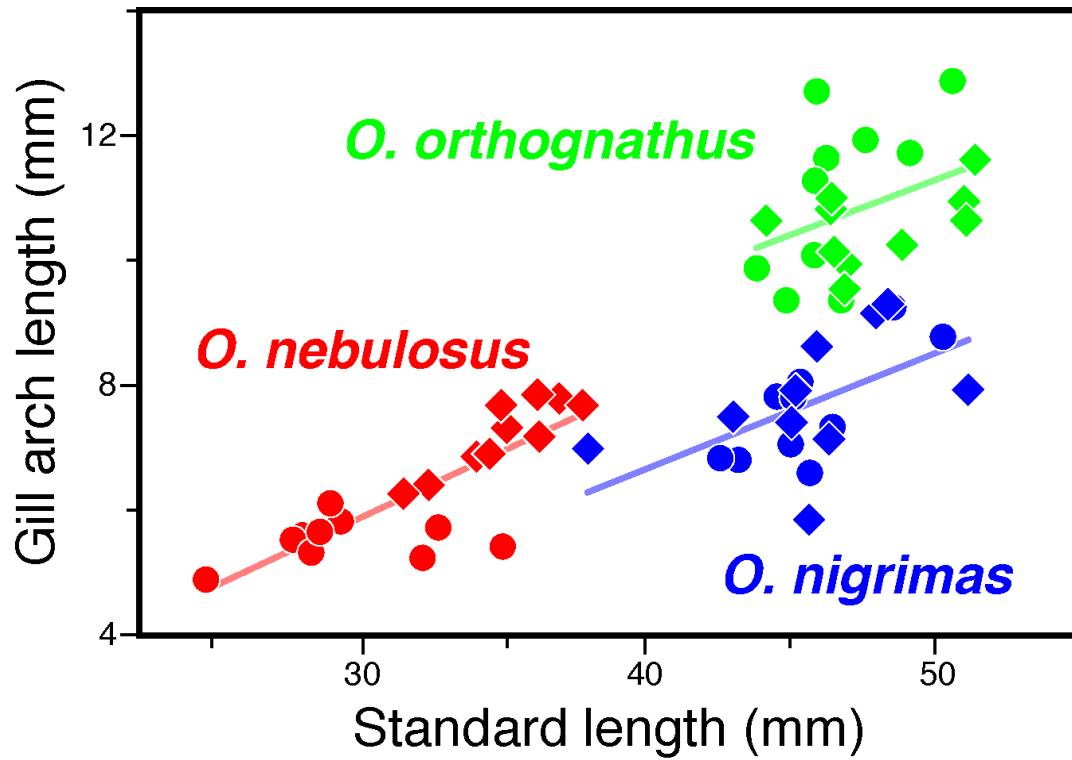 Gill arch length (mm)
12
8
4
O. orthognathus
O. nebulosus
O. nigrimas
30
40
50
Standard length (mm)